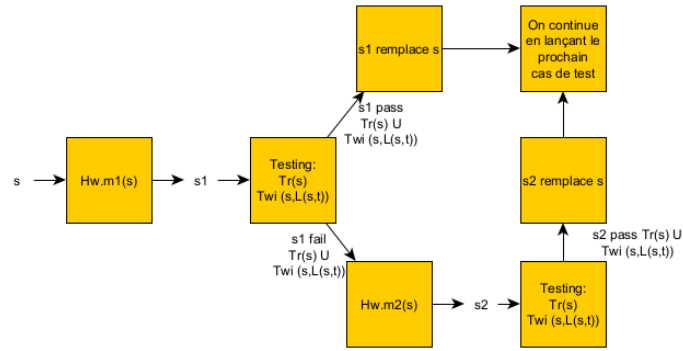 s
Hw.m1(s)
s1
Testing:
Tr(s)
Twi (s,L(s,t))
s1 pass
Tr(s) U
Twi (s,L(s,t))
s1 remplace s
On continue
en lançant le
prochain
cas de test
s1 fail
Tr(s) U
Twi (s,L(s,t))
Hw.m2(s)
s2
Testing:
Tr(s)
Twi (s,L(s,t))
s2 pass Tr(s) U
Twi (s,L(s,t))
s2 remplace s